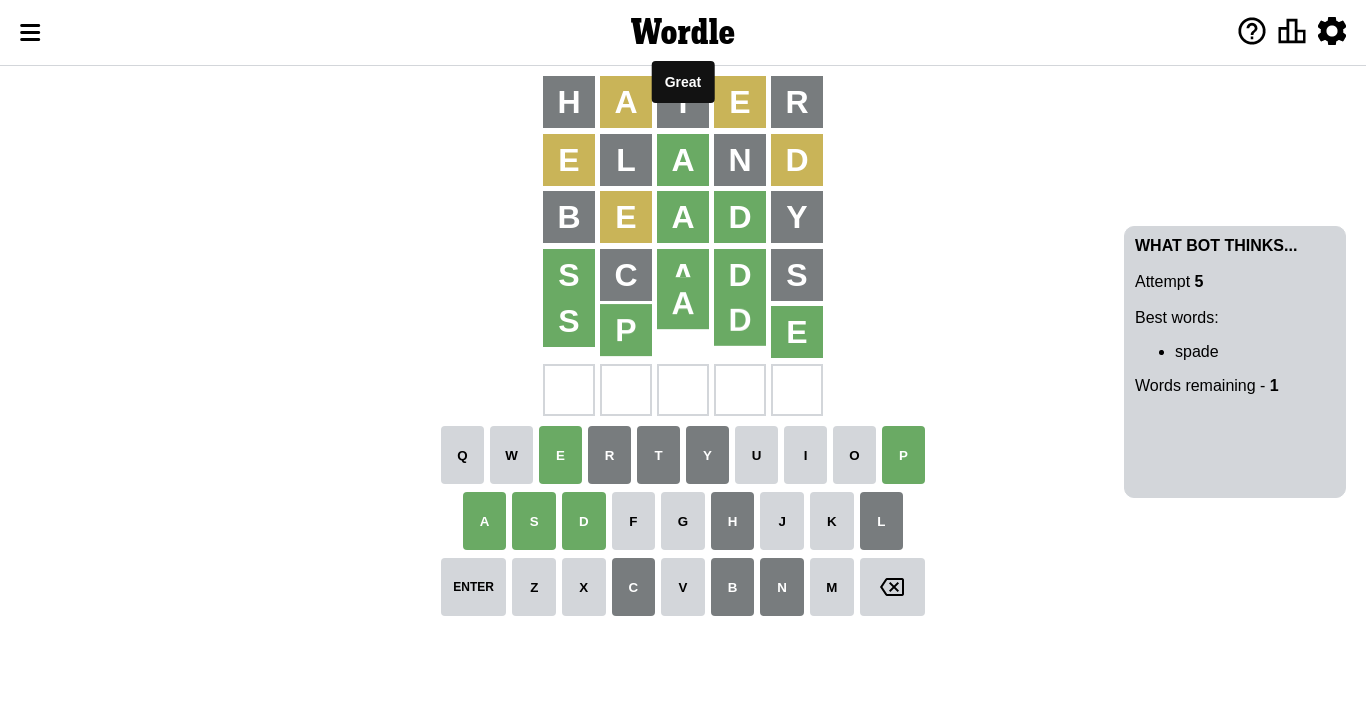 Wordle
Great
H A E R
E L A N D
B E A D Y
S C A D S
S P A D E
WHAT BOT THINKS...
Attempt 5
Best words:
• spade
Words remaining - 1
Q W E R T Y U I O P
A S D F G H J K L
ENTER Z X C V B N M